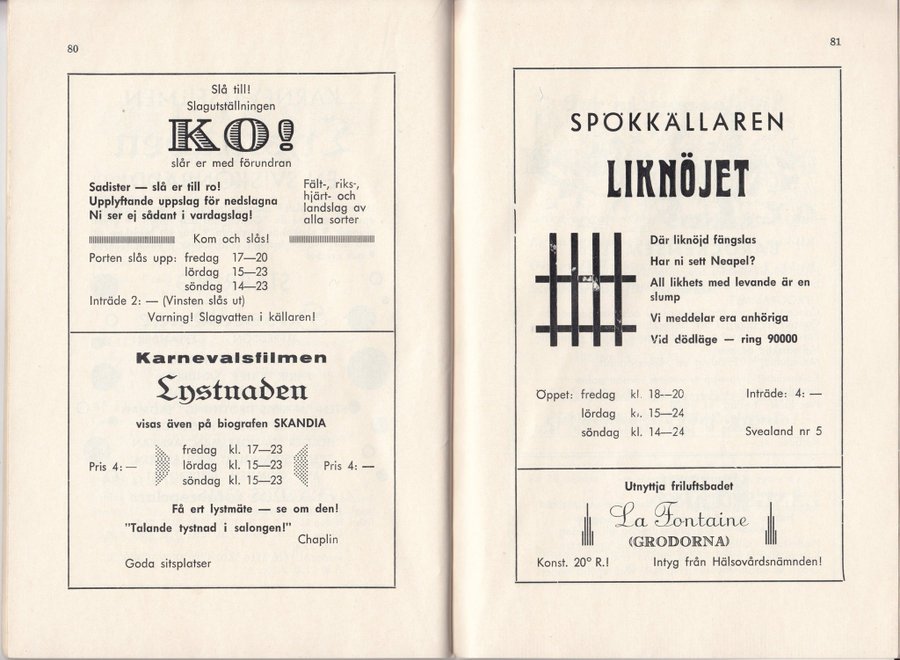 80
Slå till!
Slagutställningen
KO!
slår er med förundran
Sadister — slå er till ro!
Upplyftande uppslag för nedslagna
Ni ser ej sådant i vardagslag!
Fält-, riks-,
hjärt- och
landslag av
alla sorter
Kom och slås!
Porten slås upp: fredag 17—20
lördag 15—23
söndag 14—23
Inträde 2: — (Vinsten slås ut)
Varning! Slagvatten i källaren!
Karnevalsfilmen
Lystnaden
visas även på biografen SKANDIA
fredag kl. 17—23
Pris 4: — lördag kl. 15—23 Pris 4: —
söndag kl. 15—23
Få ert lystmäte — se om den!
"Talande tystnad i salongen!"
Chaplin
Goda sitsplatser
81
SPÖKKÄLLAREN
LIKNÖJET
Där liknöjd fängslas
Har ni sett Neapel?
All likhets med levande är en
slump
Vi meddelar era anhöriga
Vid dödläge — ring 90000
Öppet: fredag kl. 18—20 Inträde: 4: —
lördag kl. 15—24
söndag kl. 14—24 Svealand nr 5
Utnyttja friluftsbadet
La Fontaine
(GRODORNA)
Konst. 20° R.! Intyg från Hälsovårdsnämnden!